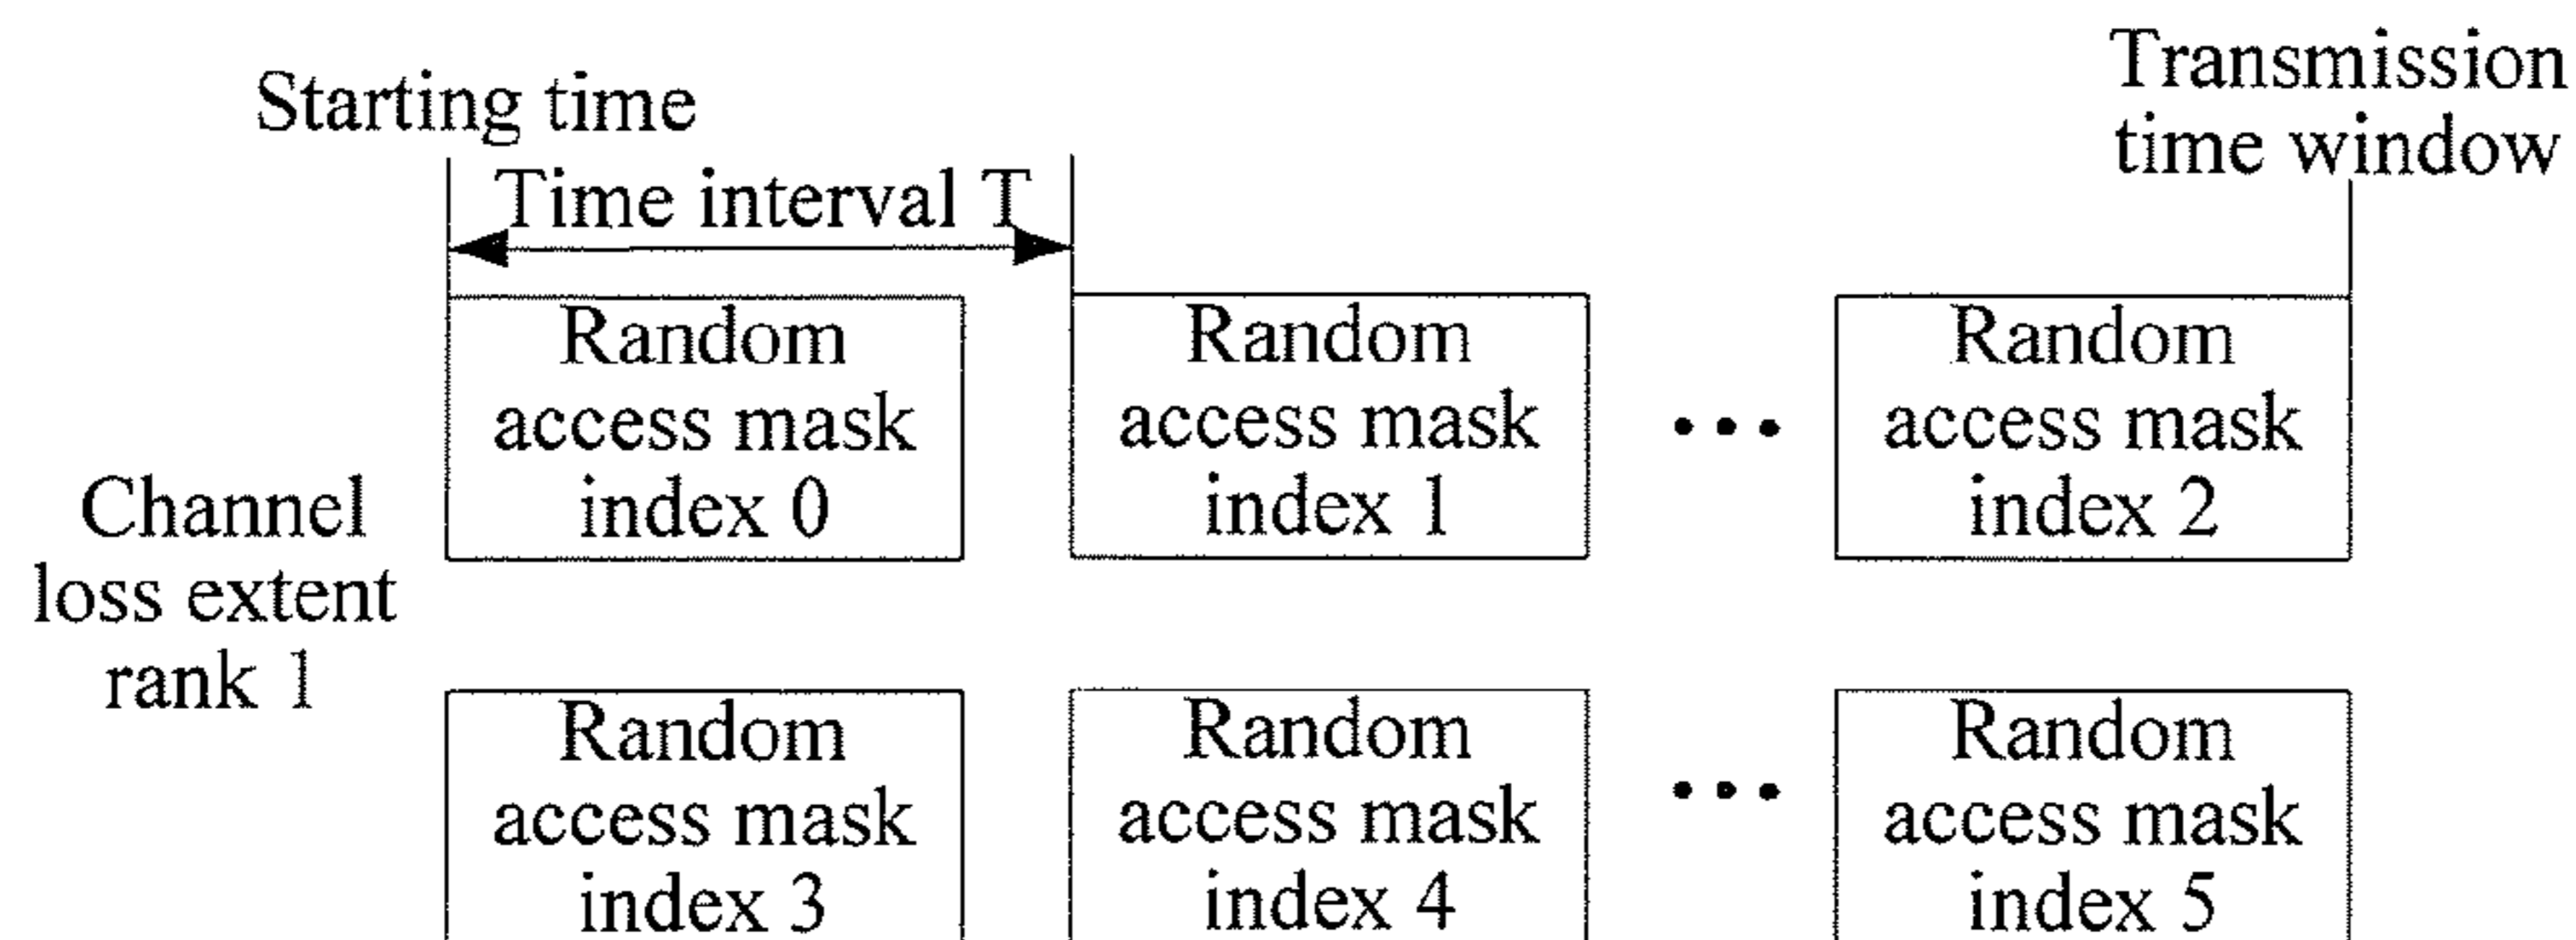 Starting time
Transmission
time window
Time interval T
Random
access mask
index 0
Random
access mask
index 1
...
Random
access mask
index 2
Channel
loss extent
rank 1
Random
access mask
index 3
Random
access mask
index 4
...
Random
access mask
index 5